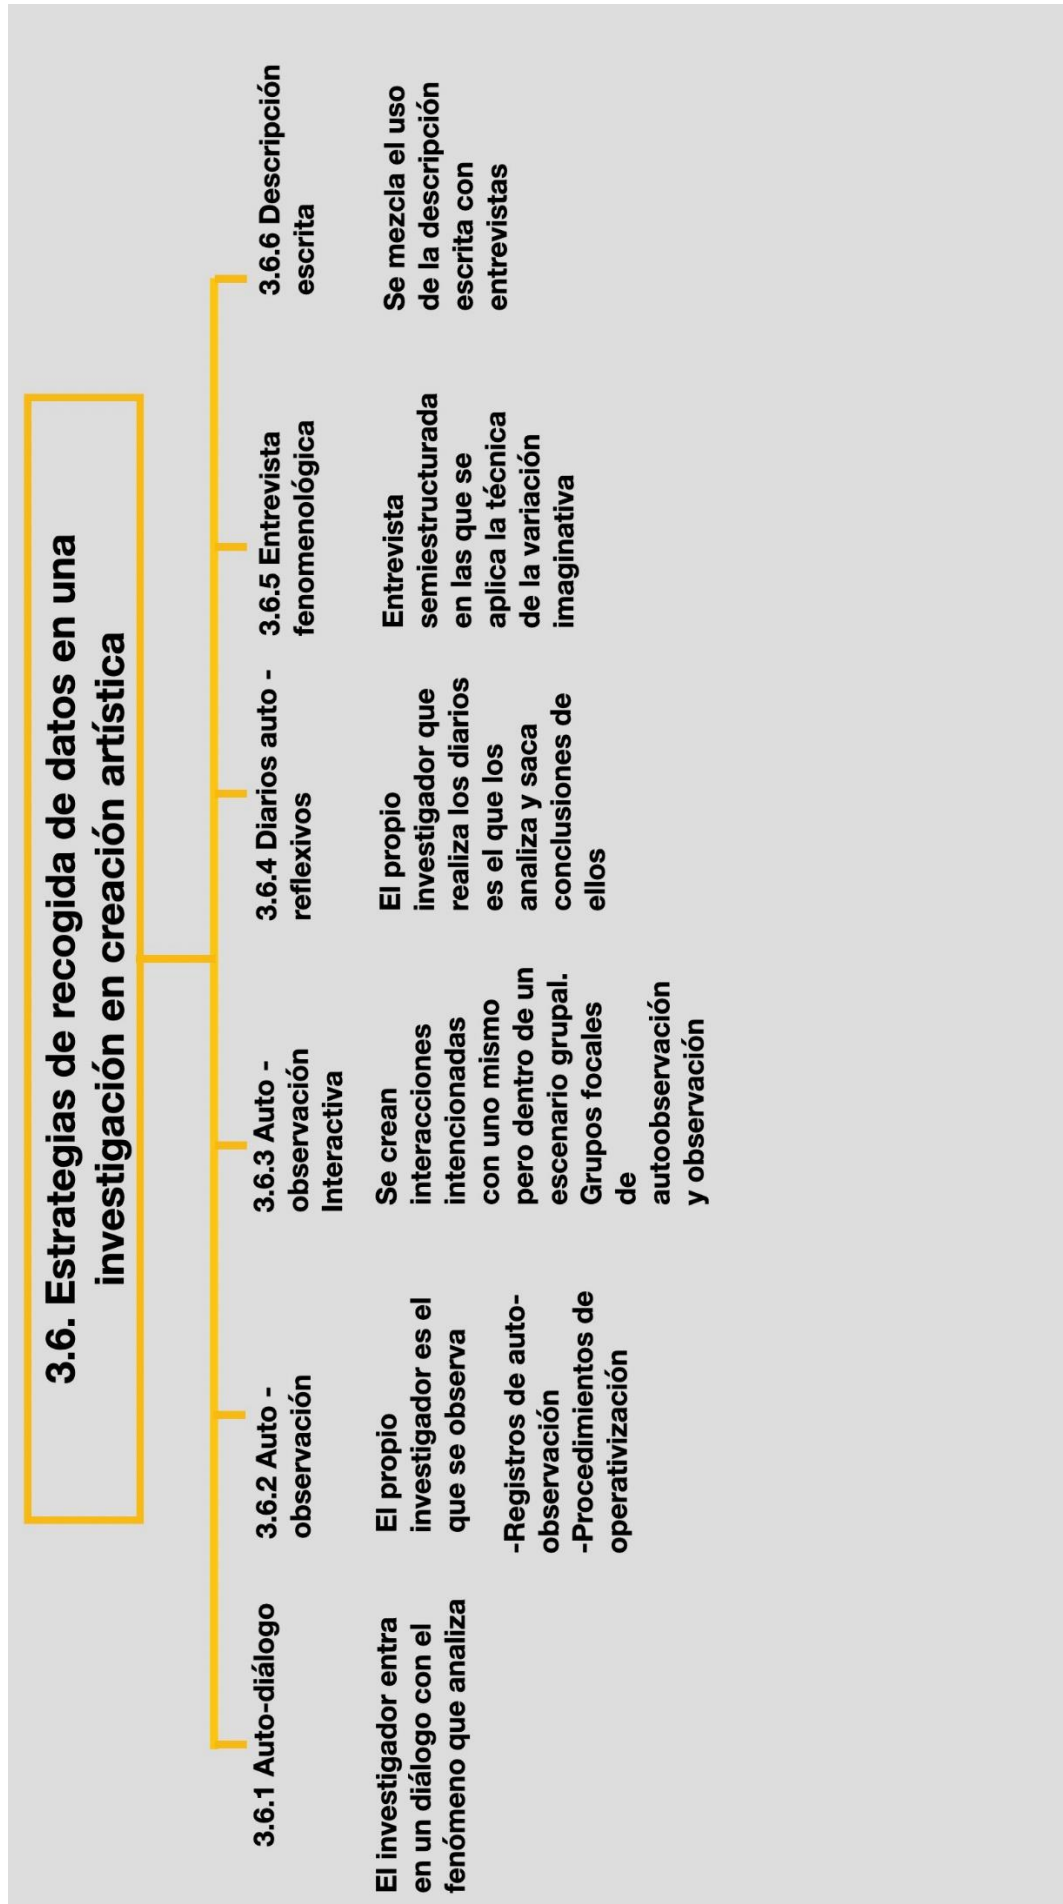 3.6. Estrategias de recogida de datos en una
investigación en creación artística
3.6.1 Auto-diálogo
El investigador entra
en un diálogo con el
fenómeno que analiza
3.6.2 Auto -
observación
El propio
investigador es el
que se observa
-Registros de auto-
observación
-Procedimientos de
operativización
3.6.3 Auto -
observación
Interactiva
Se crean
interacciones
intencionadas
con uno mismo
pero dentro de un
escenario grupal.
Grupos focales
de
autoobservación
y observación
3.6.4 Diarios auto -
reflexivos
El propio
investigador que
realiza los diarios
es el que los
analiza y saca
conclusiones de
ellos
3.6.5 Entrevista
fenomenológica
Entrevista
semiestructurada
en las que se
aplica la técnica
de la variación
imaginativa
3.6.6 Descripción
escrita
Se mezcla el uso
de la descripción
escrita con
entrevistas